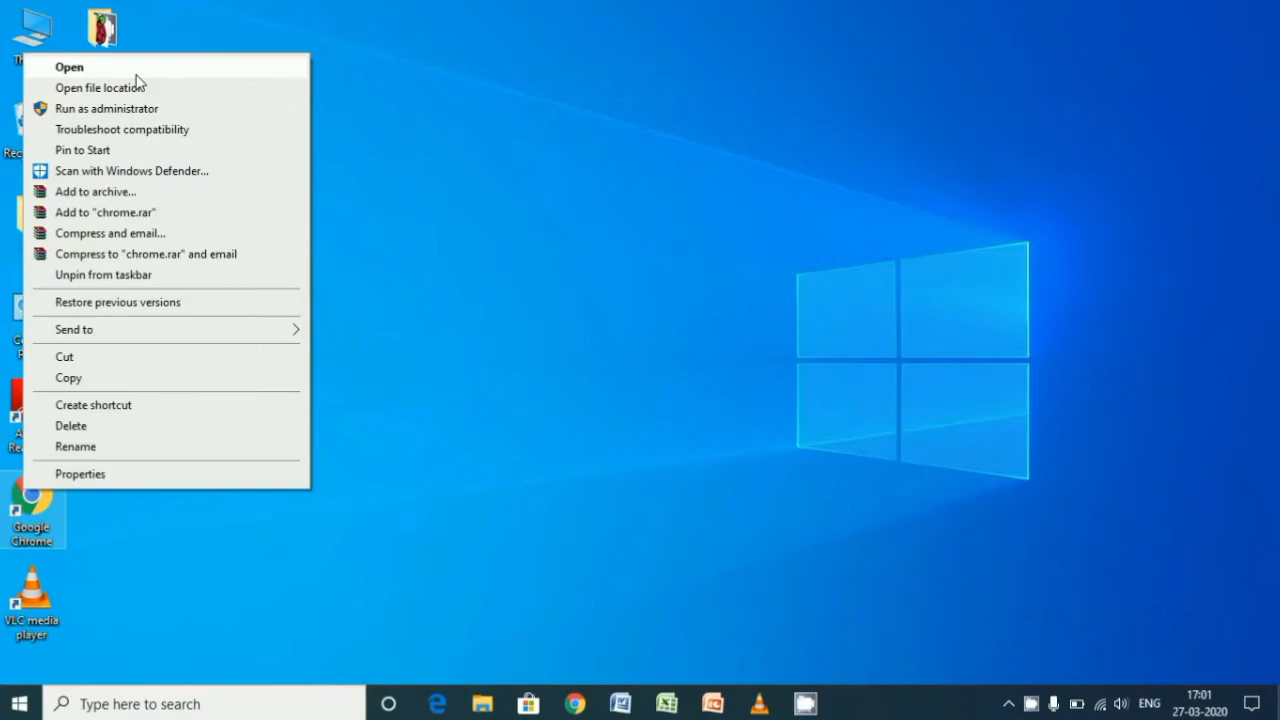 Open
Open file location
Run as administrator
Troubleshoot compatibility
Pin to Start
Scan with Windows Defender...
Add to archive...
Add to "chrome.rar"
Compress and email...
Compress to "chrome.rar" and email
Unpin from taskbar
Restore previous versions
Send to
Cut
Copy
Create shortcut
Delete
Rename
Properties
Google
Chrome
VLC media
player
Type here to search
ENG
17:01
27-03-2020